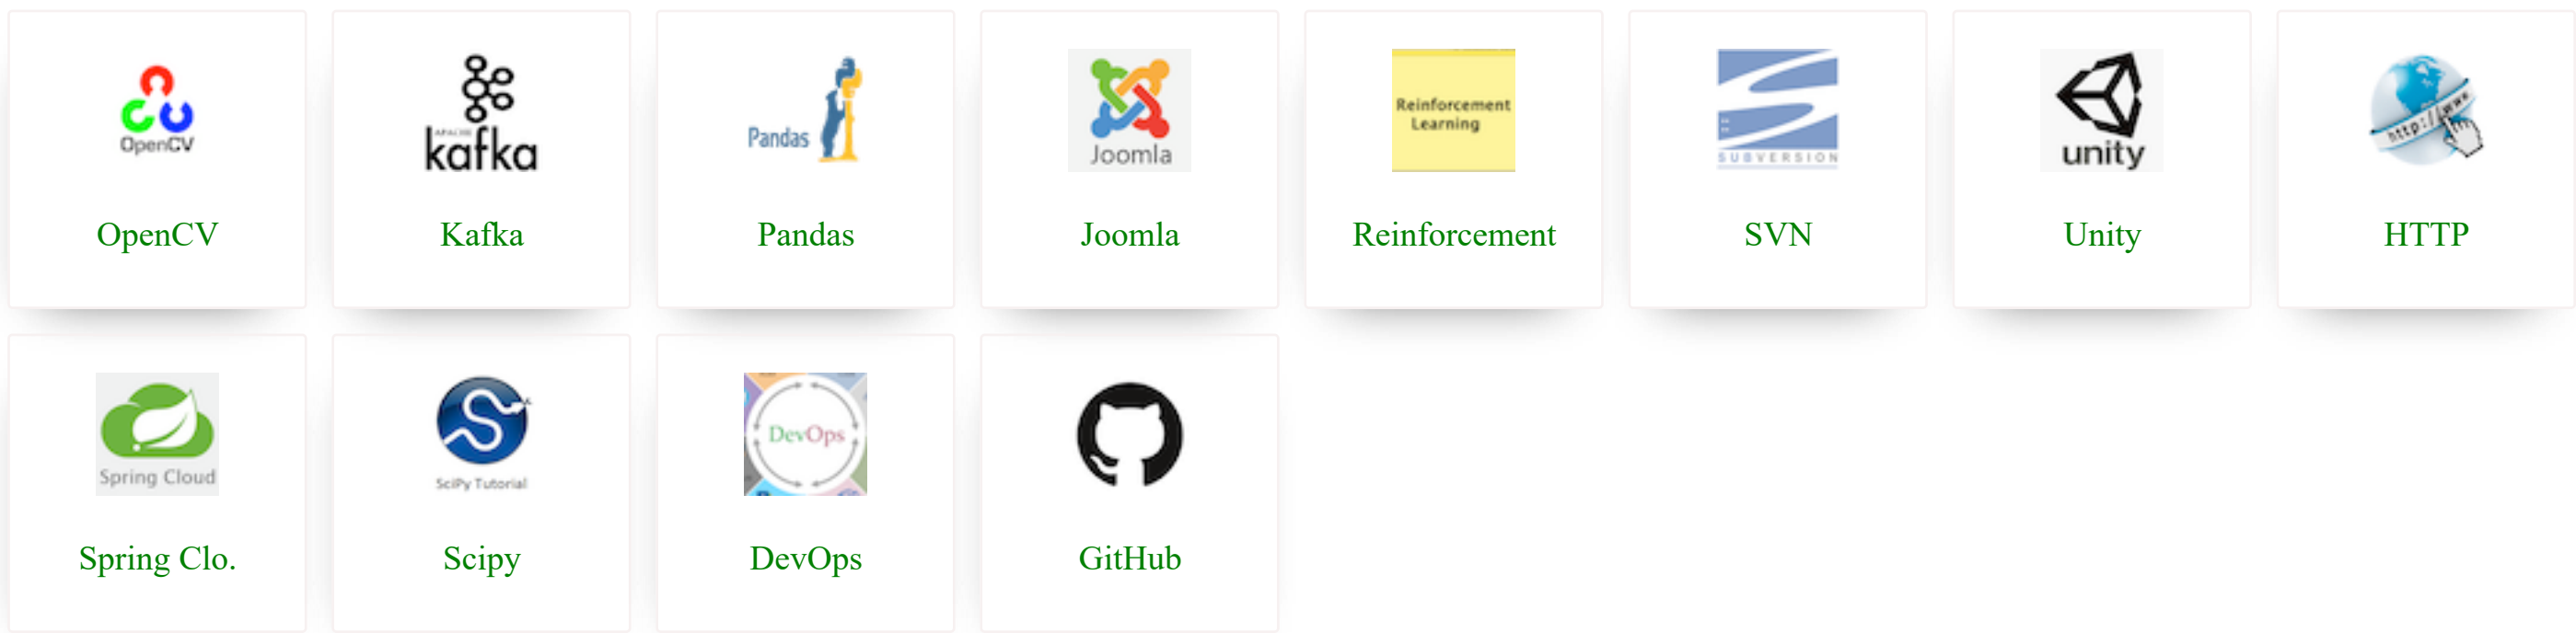 OpenCV
APACHE
kafka
Pandas
Joomla
Reinforcement
Learning
SUBVERSION
unity
http://www
OpenCV
Kafka
Pandas
Joomla
Reinforcement
SVN
Unity
HTTP
Spring Cloud
SciPy Tutorial
DevOps
Spring Clo.
Scipy
DevOps
GitHub